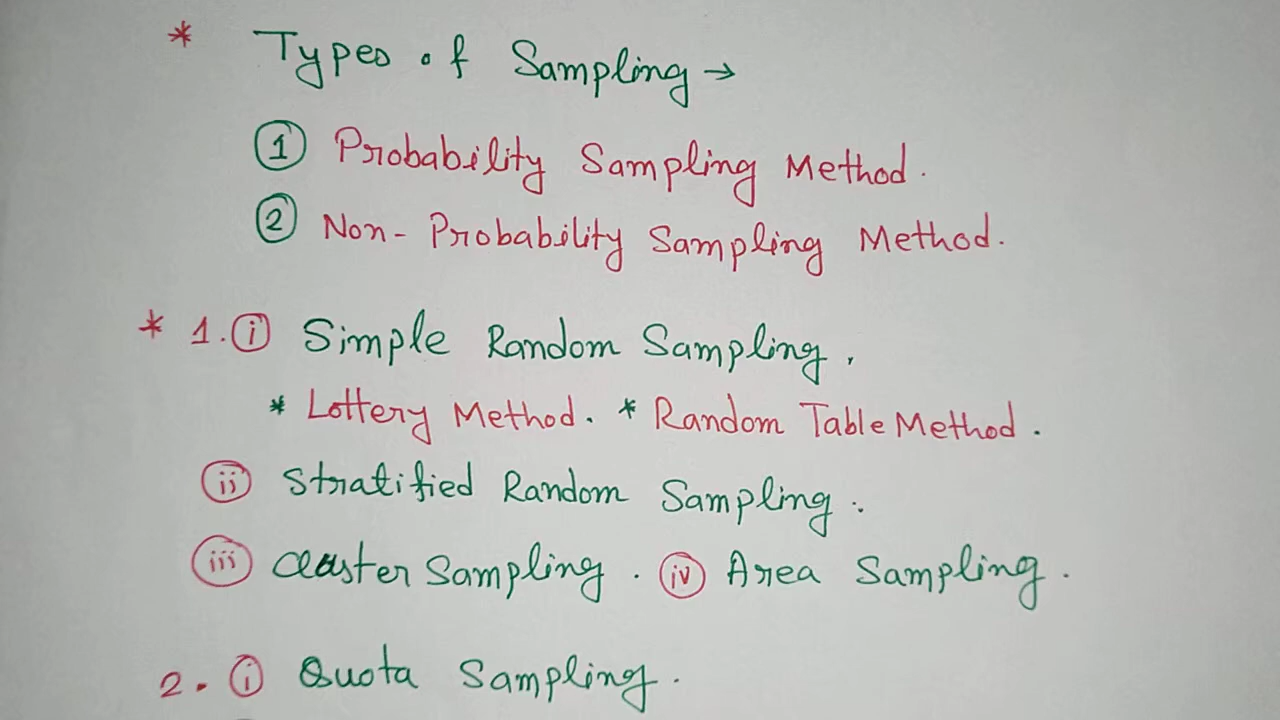 * Types of Sampling →
① Probability Sampling Method.
② Non-Probability Sampling Method.
* 1. ⓘ Simple Random Sampling.
* Lottery Method. * Random Table Method.
ⓘⓘ Stratified Random Sampling.
ⓘⓘⓘ Cluster Sampling. ⓘⓥ Area Sampling.
2. ⓘ Quota Sampling.